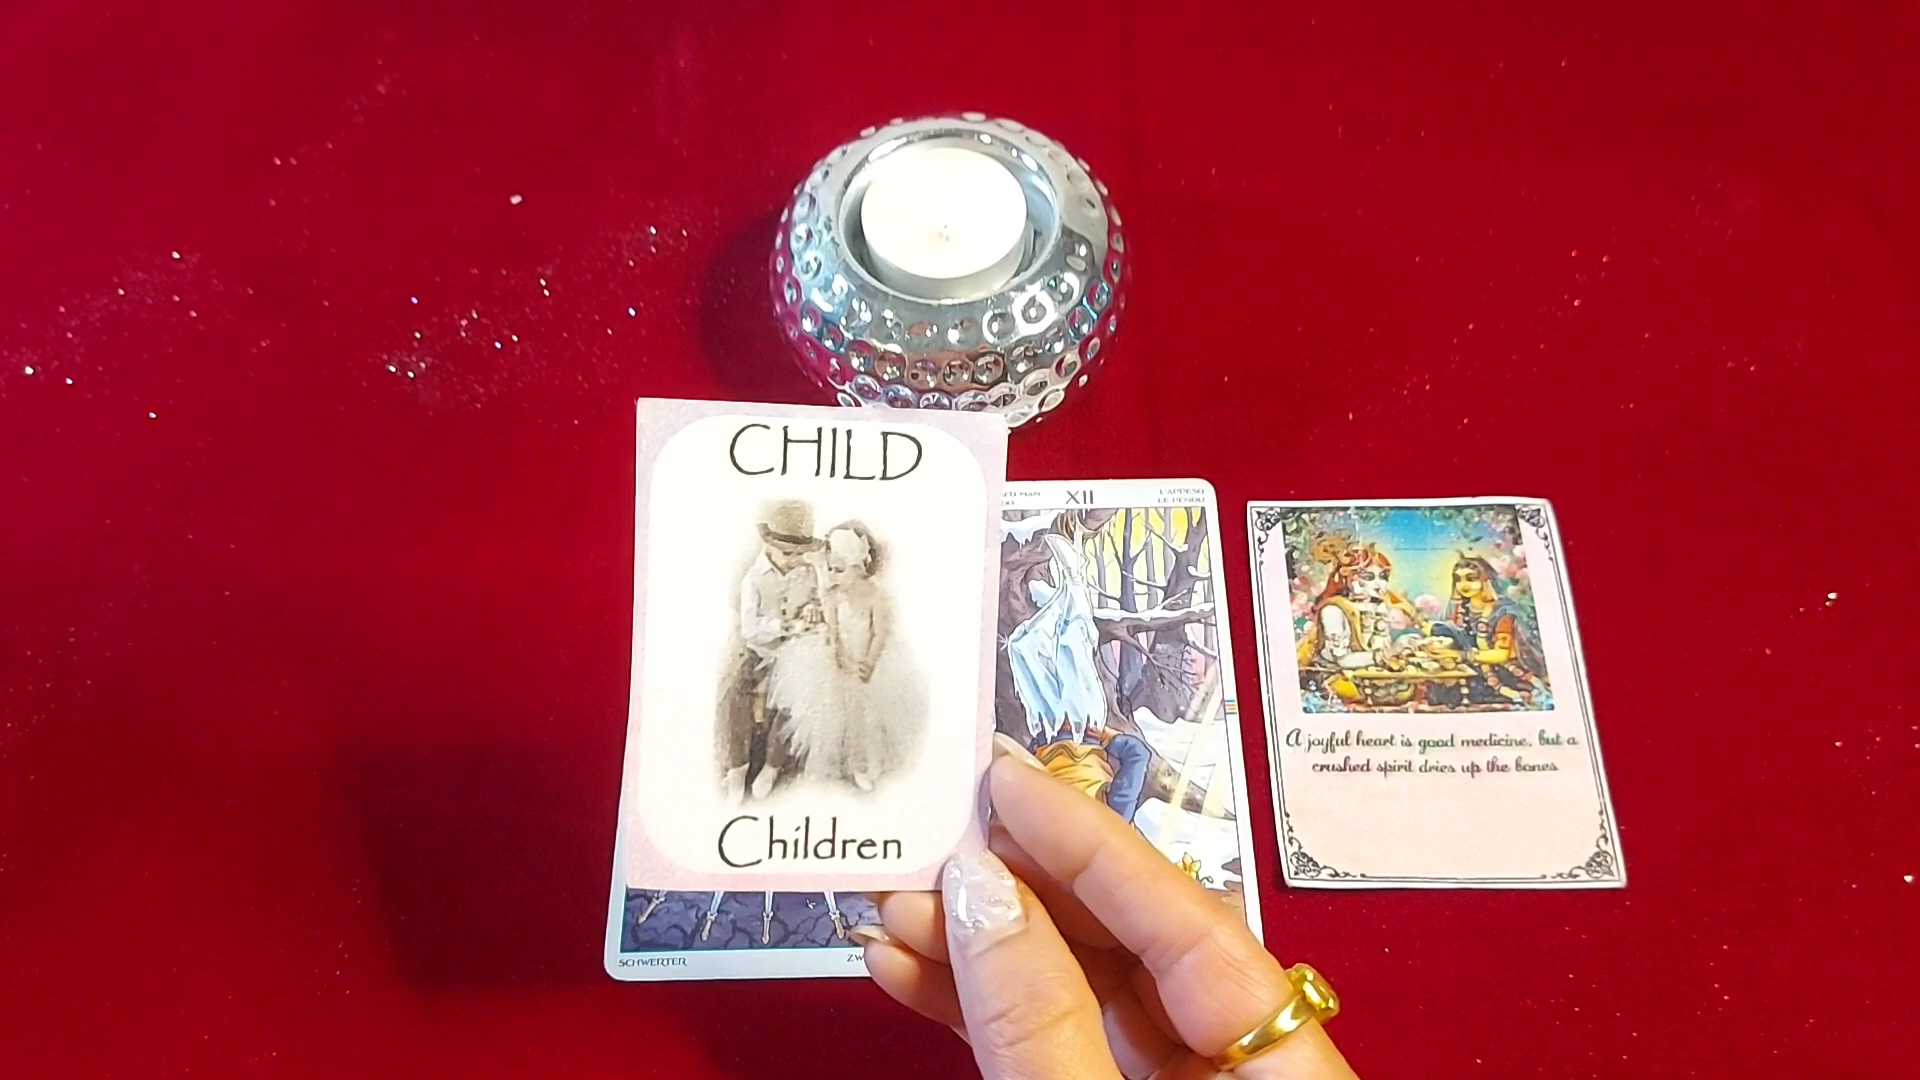 CHILD
Children
XII
L'APPESO
LE PENDU
A joyful heart is good medicine, but a
crushed spirit dries up the bones
SCHWERTER